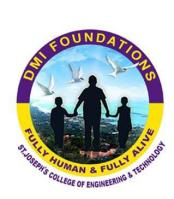 DMI FOUNDATIONS
FULLY HUMAN & FULLY ALIVE
ST.JOSEPH'S COLLEGE OF ENGINEERING & TECHNOLOGY